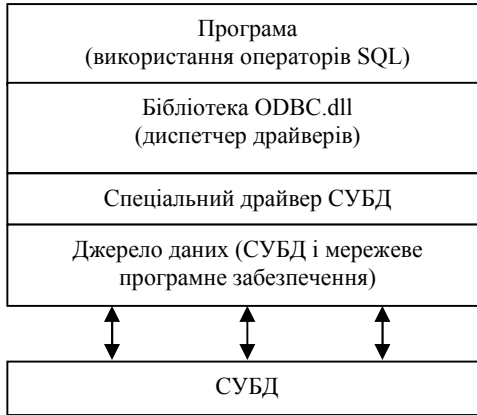 Програма
(використання операторів SQL)
Бібліотека ODBC.dll
(диспетчер драйверів)
Спеціальний драйвер СУБД
Джерело даних (СУБД і мережеве
програмне забезпечення)
СУБД